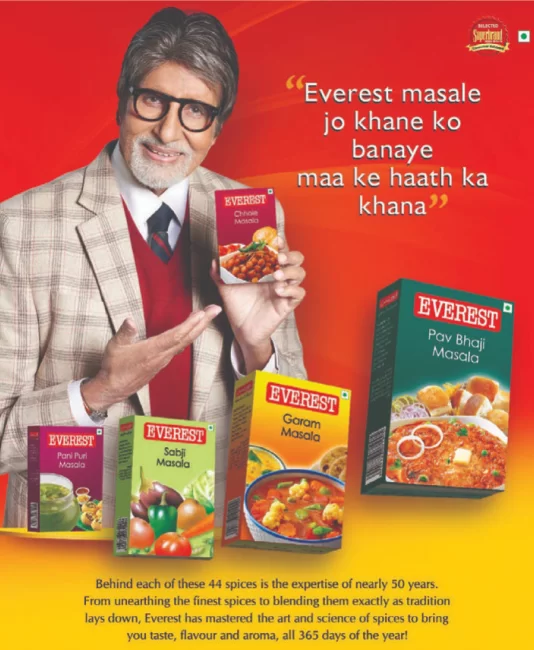 SELECTED
Superbrand
“Everest masale
jo khane ko
banaye
maa ke haath ka
khana”
EVEREST
Chhole
Masala
EVEREST
Pav Bhaji
Masala
EVEREST
Garam
Masala
EVEREST
Sabji
Masala
EVEREST
Pani Puri
Masala
Behind each of these 44 spices is the expertise of nearly 50 years.
From unearthing the finest spices to blending them exactly as tradition
lays down, Everest has mastered the art and science of spices to bring
you taste, flavour and aroma, all 365 days of the year!